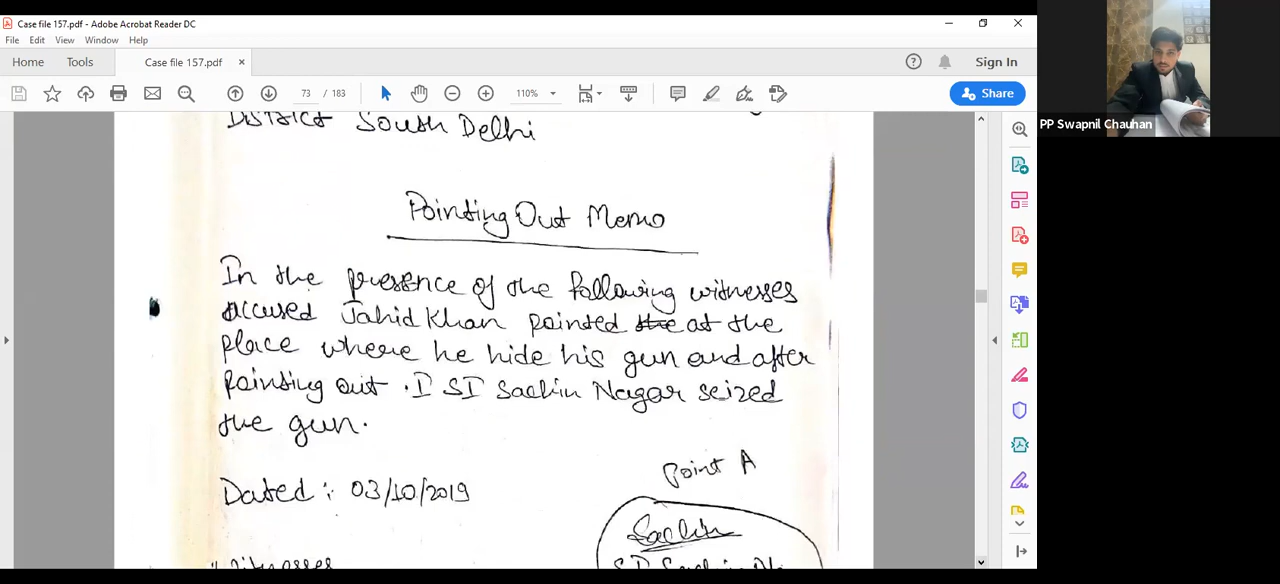 Case file 157.pdf - Adobe Acrobat Reader DC
File Edit View Window Help
Home Tools Case file 157.pdf × Sign In
73 / 183 110% Share
PP Swapnil Chauhan
District South Delhi
Pointing Out Memo
In the presence of the following witnesses
accused Jahid Khan pointed the at the
place where he hide his gun and after
pointing out . I SI Sachin Nagar seized
the gun.
Point A
Dated : 03/10/2019
Sachin
Witnesses